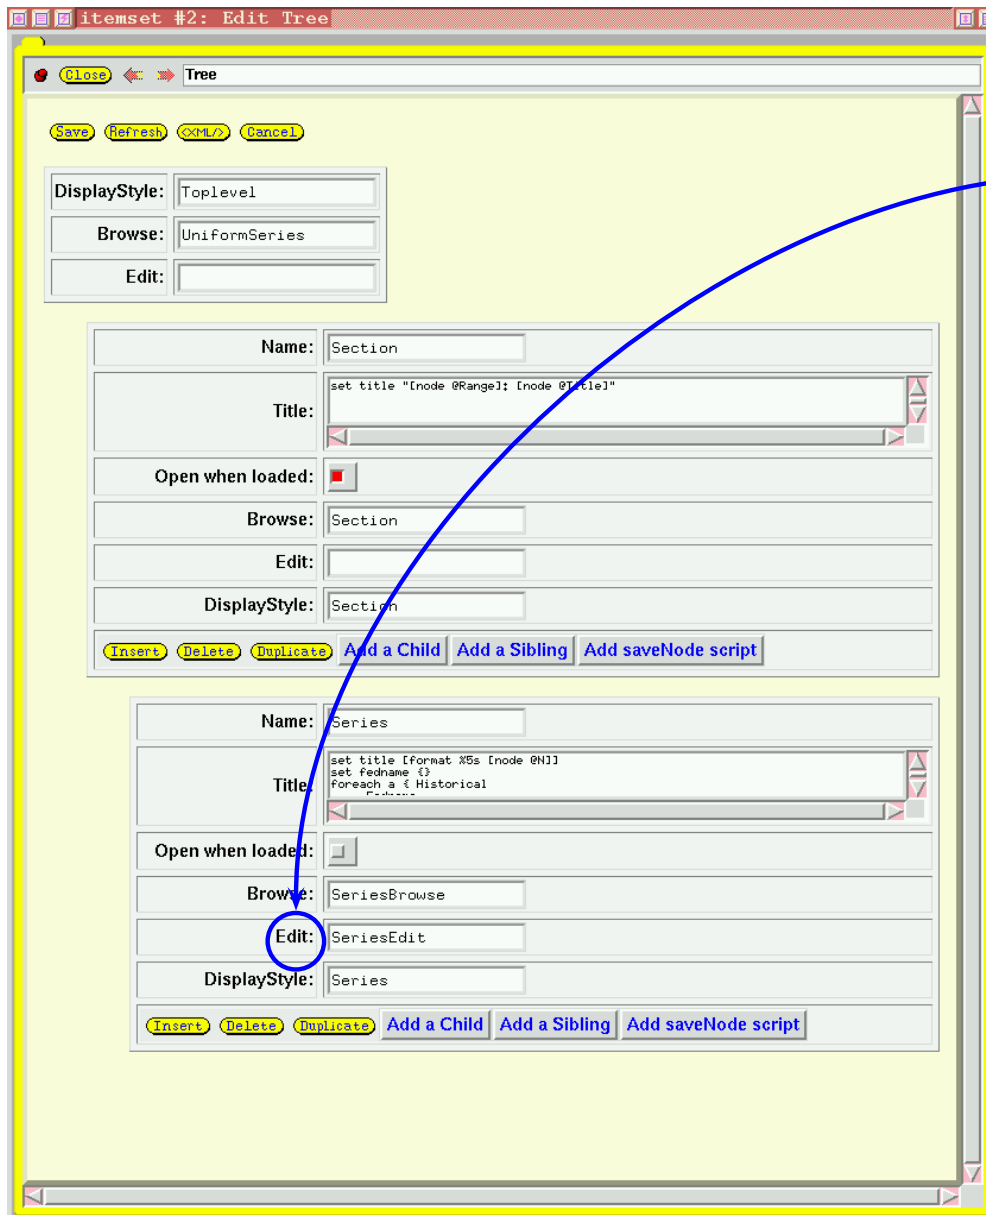 itemset #2: Edit Tree
Close Tree
Save Refresh <XML/> Cancel
DisplayStyle: Toplevel
Browse: UniformSeries
Edit:
Name: Section
Title: set title "[node @Range]: [node @Title]"
Open when loaded:
Browse: Section
Edit:
DisplayStyle: Section
Insert Delete Duplicate Add a Child Add a Sibling Add saveNode script
Name: Series
set title [format %5s [node @N]]
set fedname {}
Title: foreach a { Historical
Open when loaded:
Browse: SeriesBrowse
Edit: SeriesEdit
DisplayStyle: Series
Insert Delete Duplicate Add a Child Add a Sibling Add saveNode script